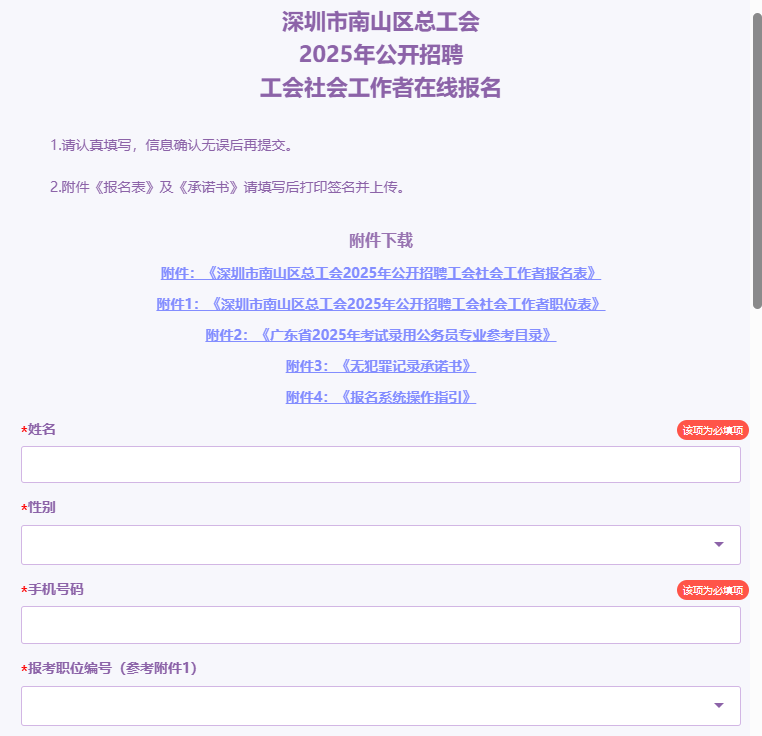 深圳市南山区总工会
2025年公开招聘
工会社会工作者在线报名
1.请认真填写，信息确认无误后再提交。
2.附件《报名表》及《承诺书》请填写后打印签名并上传。
附件下载
附件：《深圳市南山区总工会2025年公开招聘工会社会工作者报名表》
附件1：《深圳市南山区总工会2025年公开招聘工会社会工作者职位表》
附件2：《广东省2025年考试录用公务员专业参考目录》
附件3：《无犯罪记录承诺书》
附件4：《报名系统操作指引》
*姓名 该项为必填项
*性别
*手机号码 该项为必填项
*报考职位编号（参考附件1）